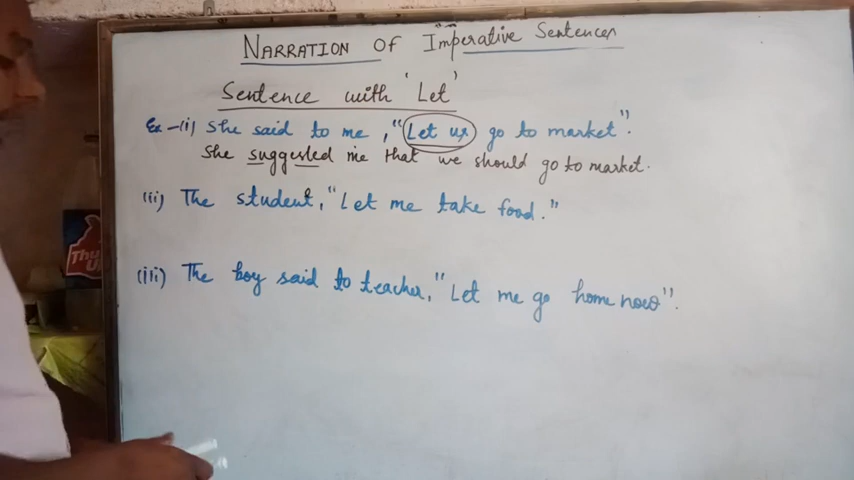 NARRATION OF Imperative Sentences
Sentence with 'Let'
Ex-(i) She said to me, "Let us go to market".
She suggested me that we should go to market.
(ii) The student, "Let me take food."
(iii) The boy said to teacher, "Let me go home now".
Thu
U